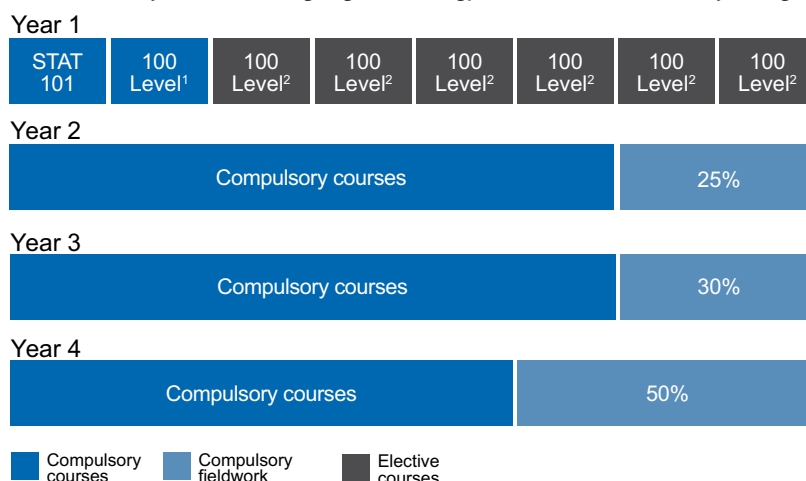 Year 1
STAT 101
100 Level¹
100 Level²
100 Level²
100 Level²
100 Level²
100 Level²
100 Level²
Year 2
Compulsory courses
25%
Year 3
Compulsory courses
30%
Year 4
Compulsory courses
50%
Compulsory courses
Compulsory fieldwork
Elective courses